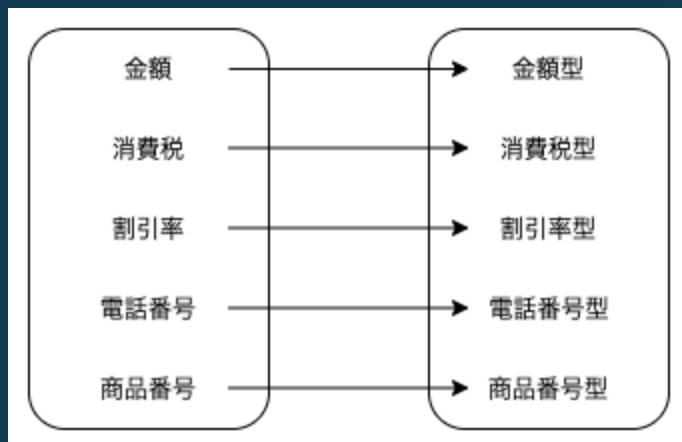 金額 金額型
消費税 消費税型
割引率 割引率型
電話番号 電話番号型
商品番号 商品番号型